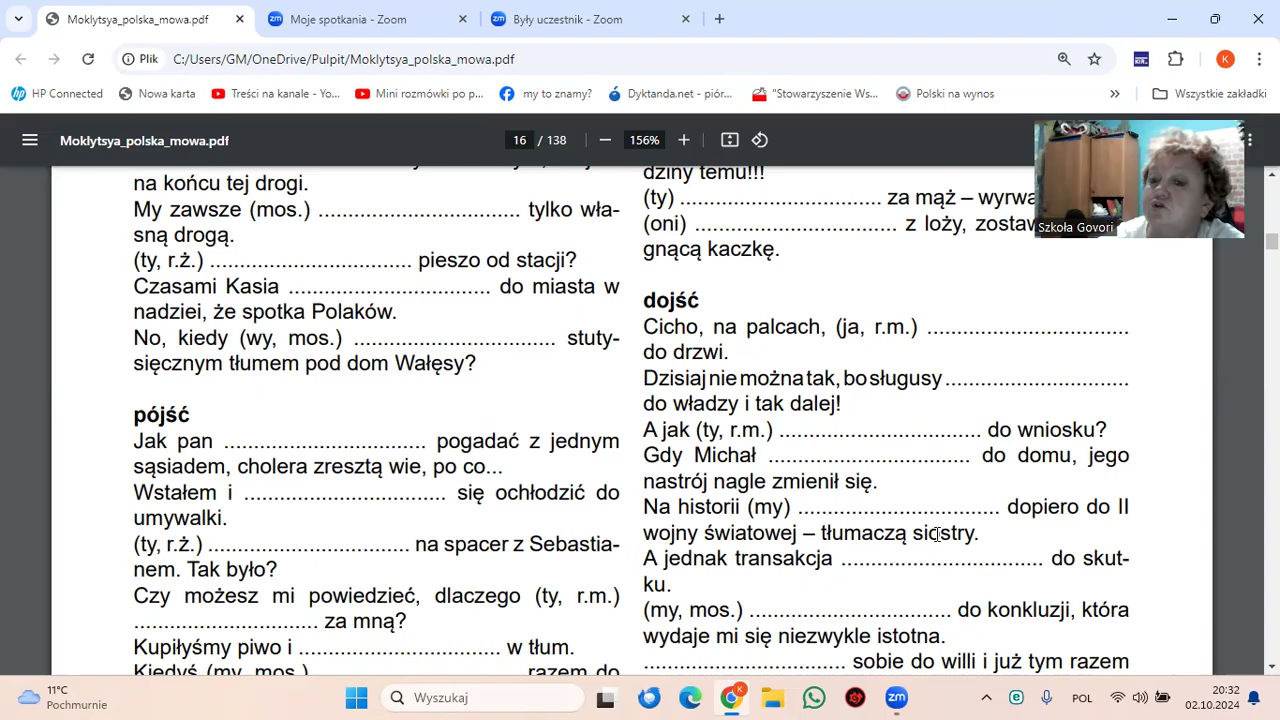 Moklytsya_polska_mowa.pdf
Moje spotkania - Zoom
Były uczestnik - Zoom
Plik
C:/Users/GM/OneDrive/Pulpit/Moklytsya_polska_mowa.pdf
K
HP Connected
Nowa karta
Treści na kanale - Yo...
Mini rozmówki po p...
my to znamy?
Dyktanda.net - piór...
"Stowarzyszenie Ws...
Polski na wynos
Wszystkie zakładki
Moklytsya_polska_mowa.pdf
16 / 138
156%
Szkoła Govori
na końcu tej drogi.
My zawsze (mos.) .................................. tylko wła-
sną drogą.
(ty, r.ż.) .................................. pieszo od stacji?
Czasami Kasia .................................. do miasta w
nadziei, że spotka Polaków.
No, kiedy (wy, mos.) .................................. stuty-
sięcznym tłumem pod dom Wałęsy?
pójść
Jak pan .................................. pogadać z jednym
sąsiadem, cholera zresztą wie, po co...
Wstałem i .................................. się ochłodzić do
umywalki.
(ty, r.ż.) .................................. na spacer z Sebastia-
nem. Tak było?
Czy możesz mi powiedzieć, dlaczego (ty, r.m.)
............................... za mną?
Kupiłyśmy piwo i .................................. w tłum.
Kiedyś (my, mos.) .................................. razem do
dziny temu!!!
(ty) .................................. za mąż – wyrwa
(oni) .................................. z loży, zostaw
gnącą kaczkę.
dojść
Cicho, na palcach, (ja, r.m.) ..................................
do drzwi.
Dzisiaj nie można tak, bo sługusy ...............................
do władzy i tak dalej!
A jak (ty, r.m.) .................................. do wniosku?
Gdy Michał .................................. do domu, jego
nastrój nagle zmienił się.
Na historii (my) .................................. dopiero do II
wojny światowej – tłumaczą siostry.
A jednak transakcja .................................. do skut-
ku.
(my, mos.) .................................. do konkluzji, która
wydaje mi się niezwykle istotna.
.................................. sobie do willi i już tym razem
11°C
Pochmurnie
Wyszukaj
POL
20:32
02.10.2024